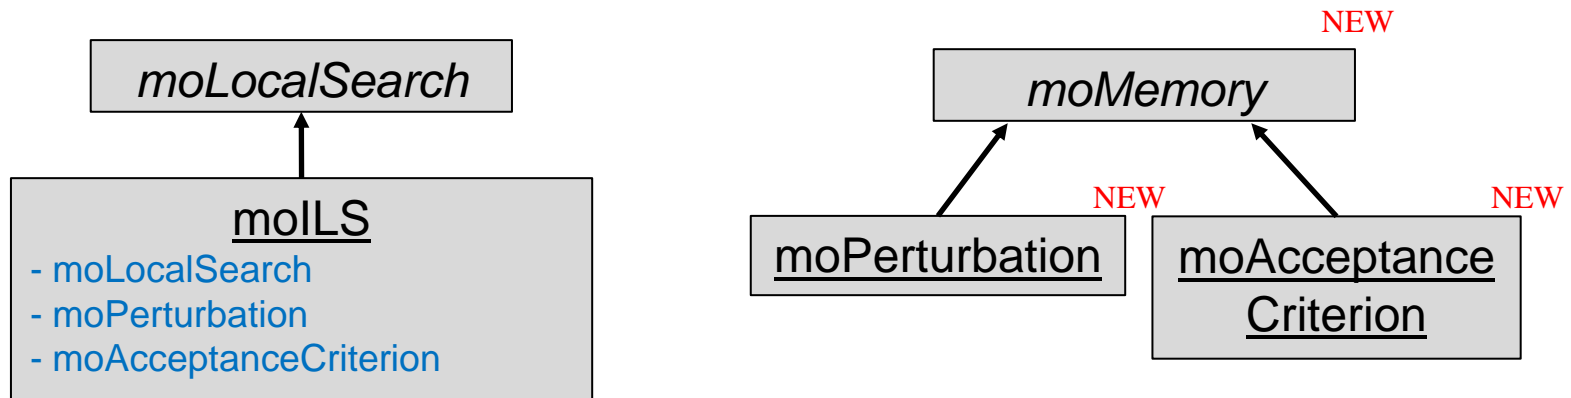 moLocalSearch
moILS
- moLocalSearch
- moPerturbation
- moAcceptanceCriterion
NEW
moMemory
NEW
moPerturbation
NEW
moAcceptance
Criterion